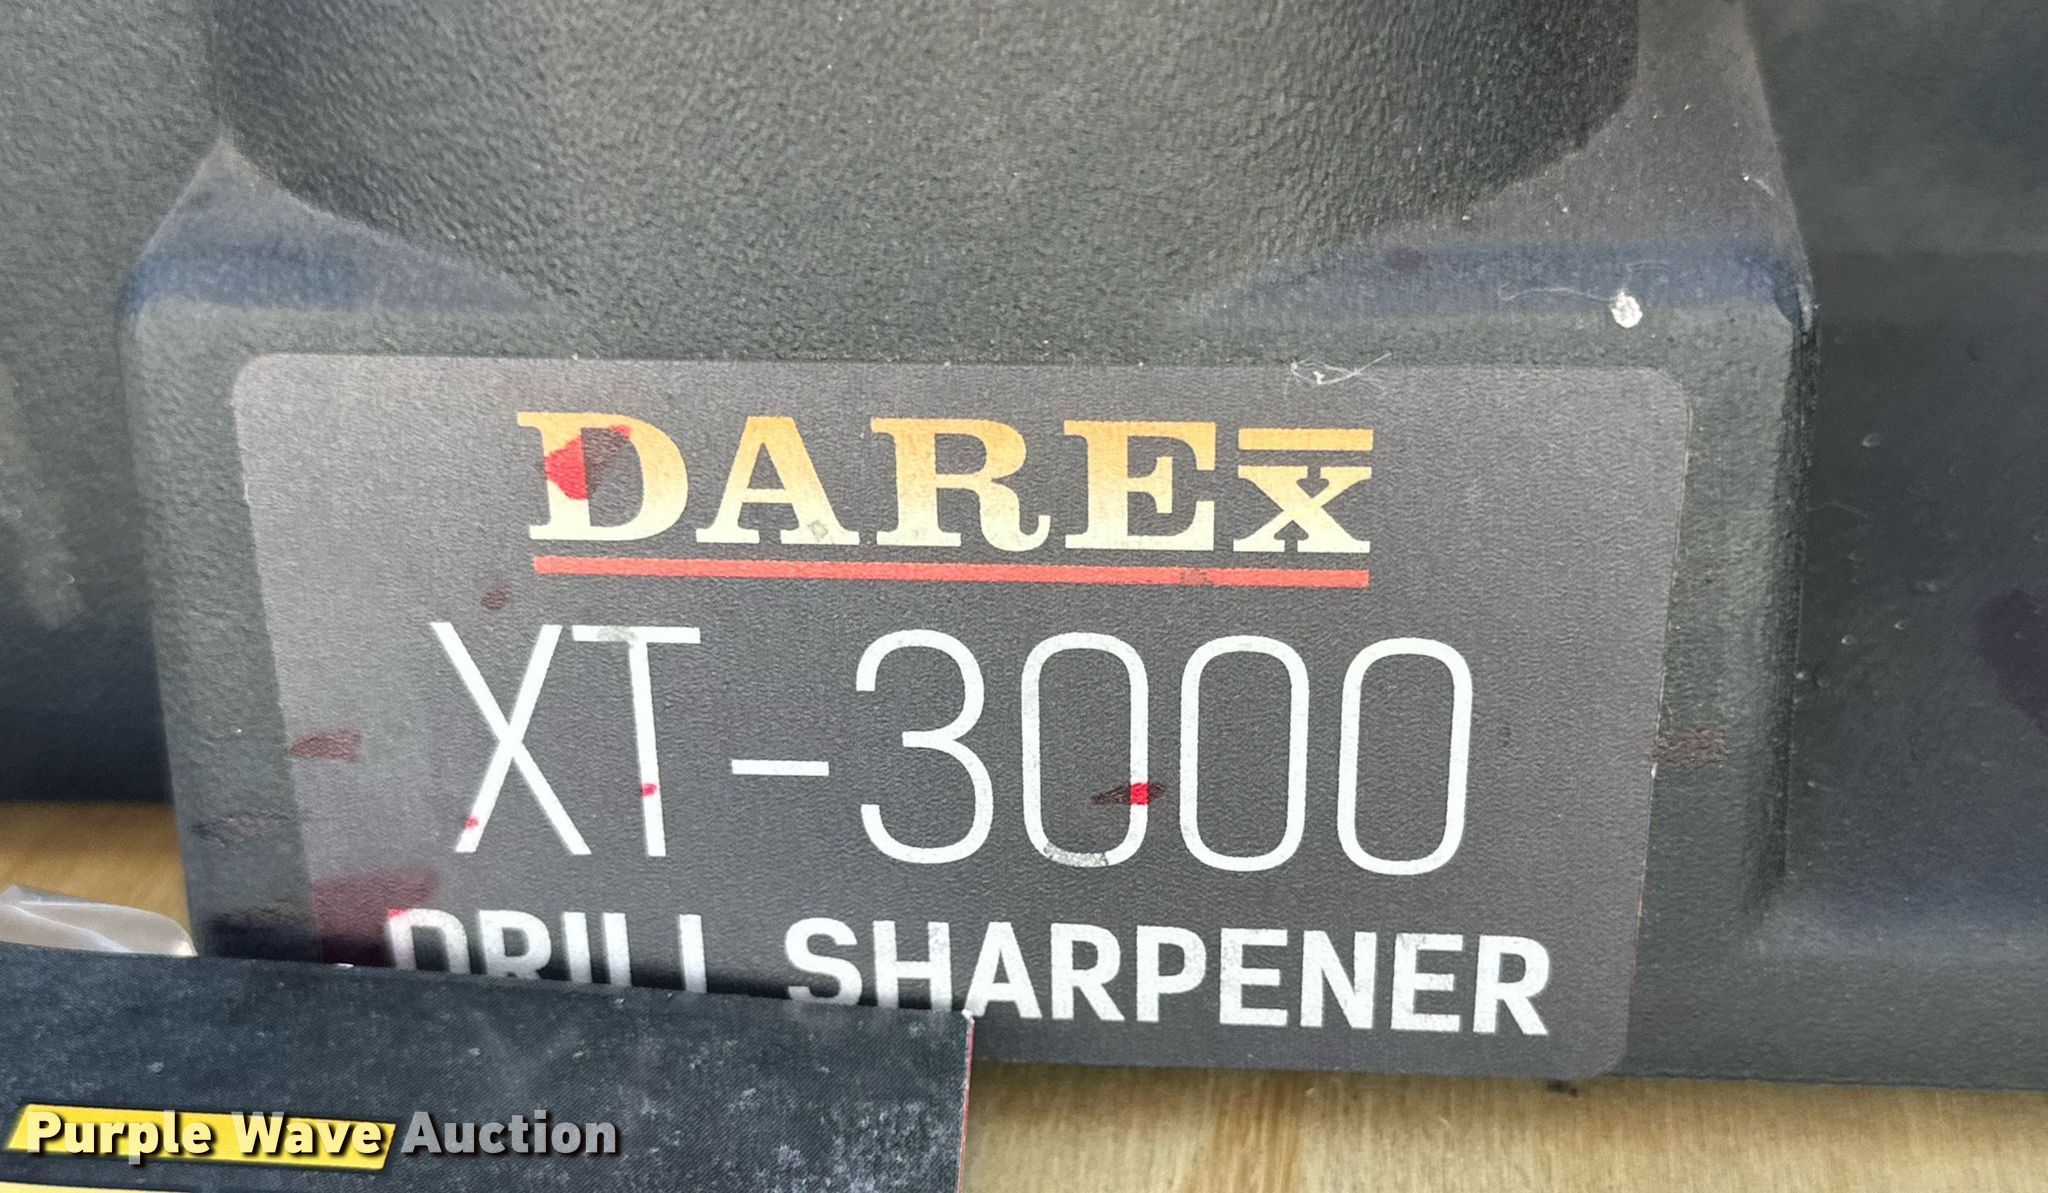 DAREX
XT-3000
DRILL SHARPENER
Purple Wave Auction